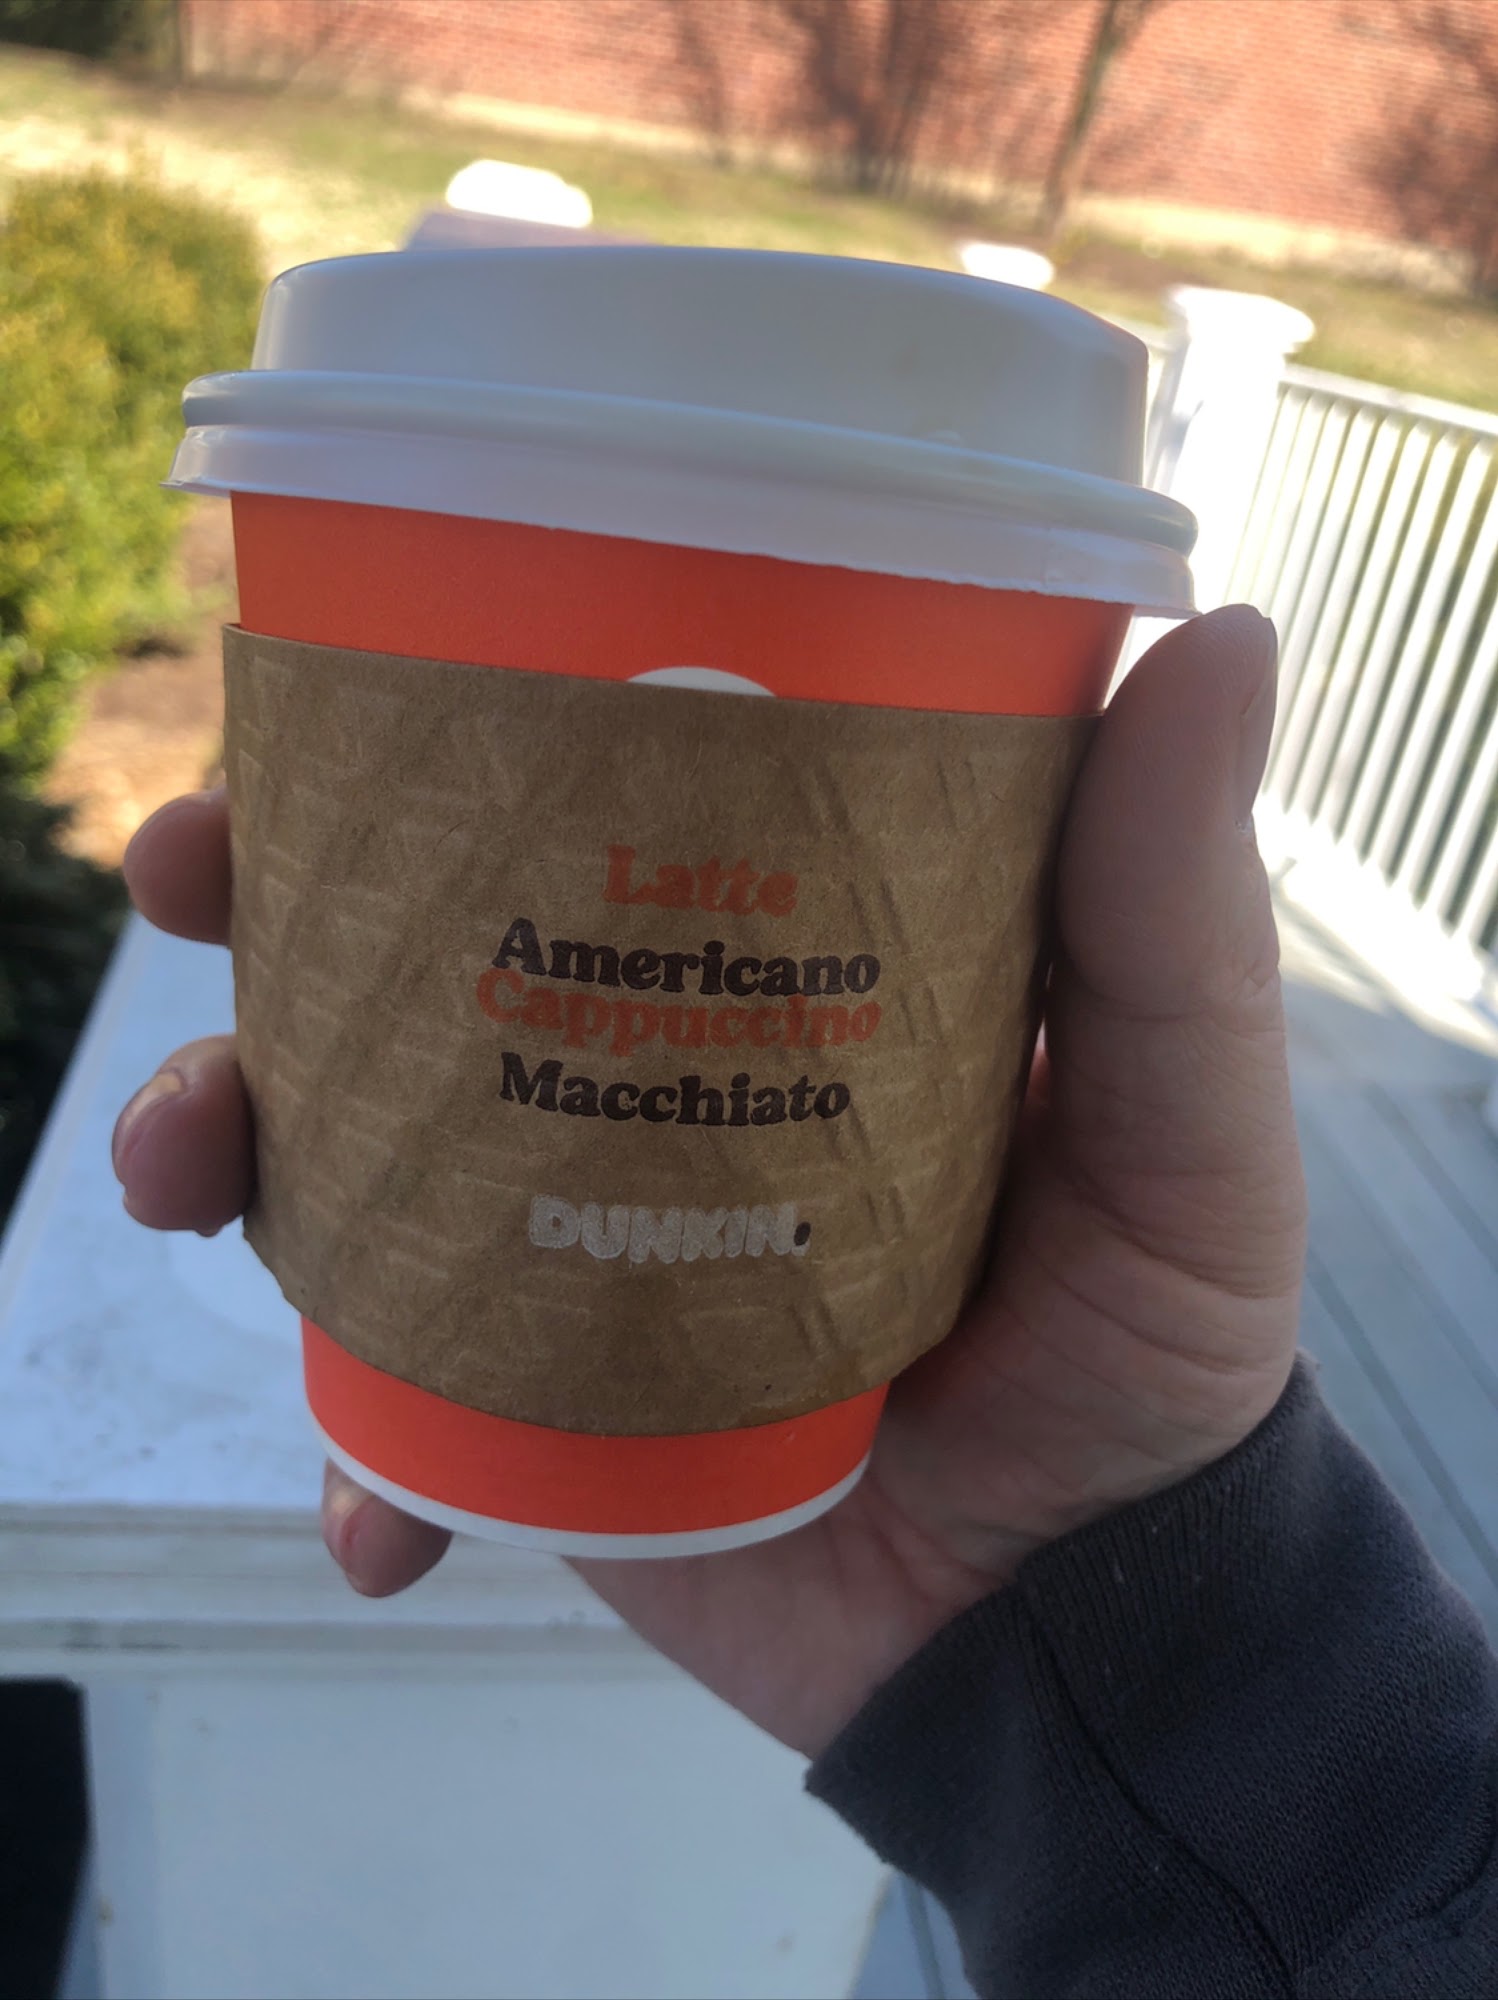 Latte
Americano
Cappuccino
Macchiato
DUNKIN.